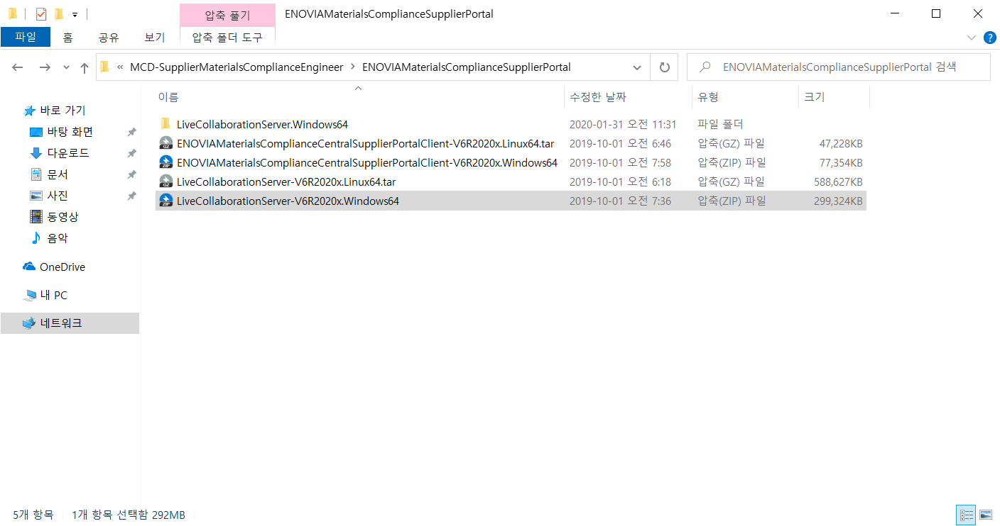 압축 풀기
ENOVIAMaterialsComplianceSupplierPortal
파일
홈
공유
보기
압축 폴더 도구
?
« MCD-SupplierMaterialsComplianceEngineer > ENOVIAMaterialsComplianceSupplierPortal
ENOVIAMaterialsComplianceSupplierPortal 검색
이름 수정한 날짜 유형 크기
바로 가기
바탕 화면
다운로드
문서
사진
동영상
음악
OneDrive
내 PC
네트워크
LiveCollaborationServer.Windows64 2020-01-31 오전 11:31 파일 폴더
GZ ENOVIAMaterialsComplianceCentralSupplierPortalClient-V6R2020x.Linux64.tar 2019-10-01 오전 6:46 압축(GZ) 파일 47,228KB
ZIP ENOVIAMaterialsComplianceCentralSupplierPortalClient-V6R2020x.Windows64 2019-10-01 오전 7:58 압축(ZIP) 파일 77,354KB
GZ LiveCollaborationServer-V6R2020x.Linux64.tar 2019-10-01 오전 6:18 압축(GZ) 파일 588,627KB
ZIP LiveCollaborationServer-V6R2020x.Windows64 2019-10-01 오전 7:36 압축(ZIP) 파일 299,324KB
5개 항목 1개 항목 선택함 292MB